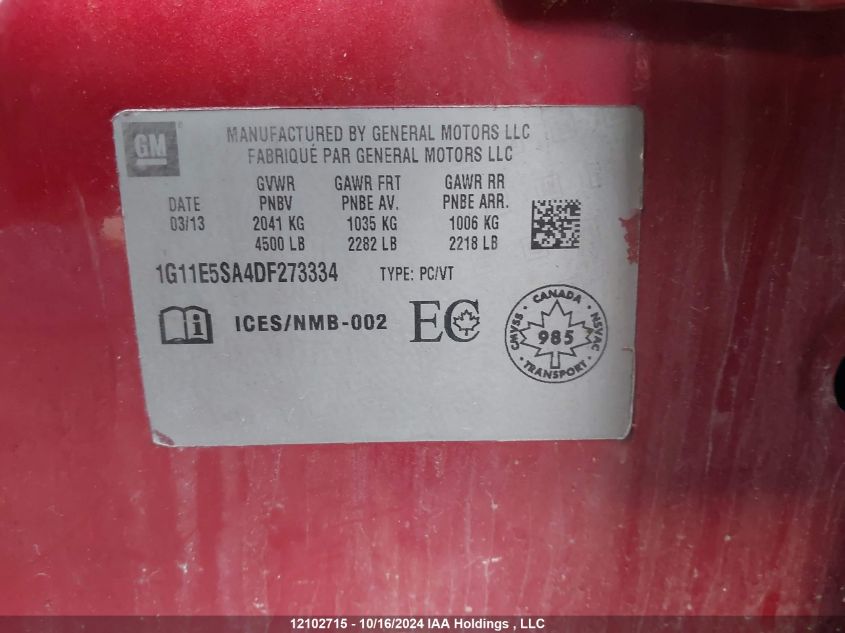 GM
MANUFACTURED BY GENERAL MOTORS LLC
FABRIQUÉ PAR GENERAL MOTORS LLC
GVWR GAWR FRT GAWR RR
DATE PNBV PNBE AV. PNBE ARR.
03/13 2041 KG 1035 KG 1006 KG
4500 LB 2282 LB 2218 LB
1G11E5SA4DF273334 TYPE: PC/VT
i ICES/NMB-002 EC
CANADA
CMVSS 985 NSVAC
TRANSPORT
12102715 - 10/16/2024 IAA Holdings , LLC